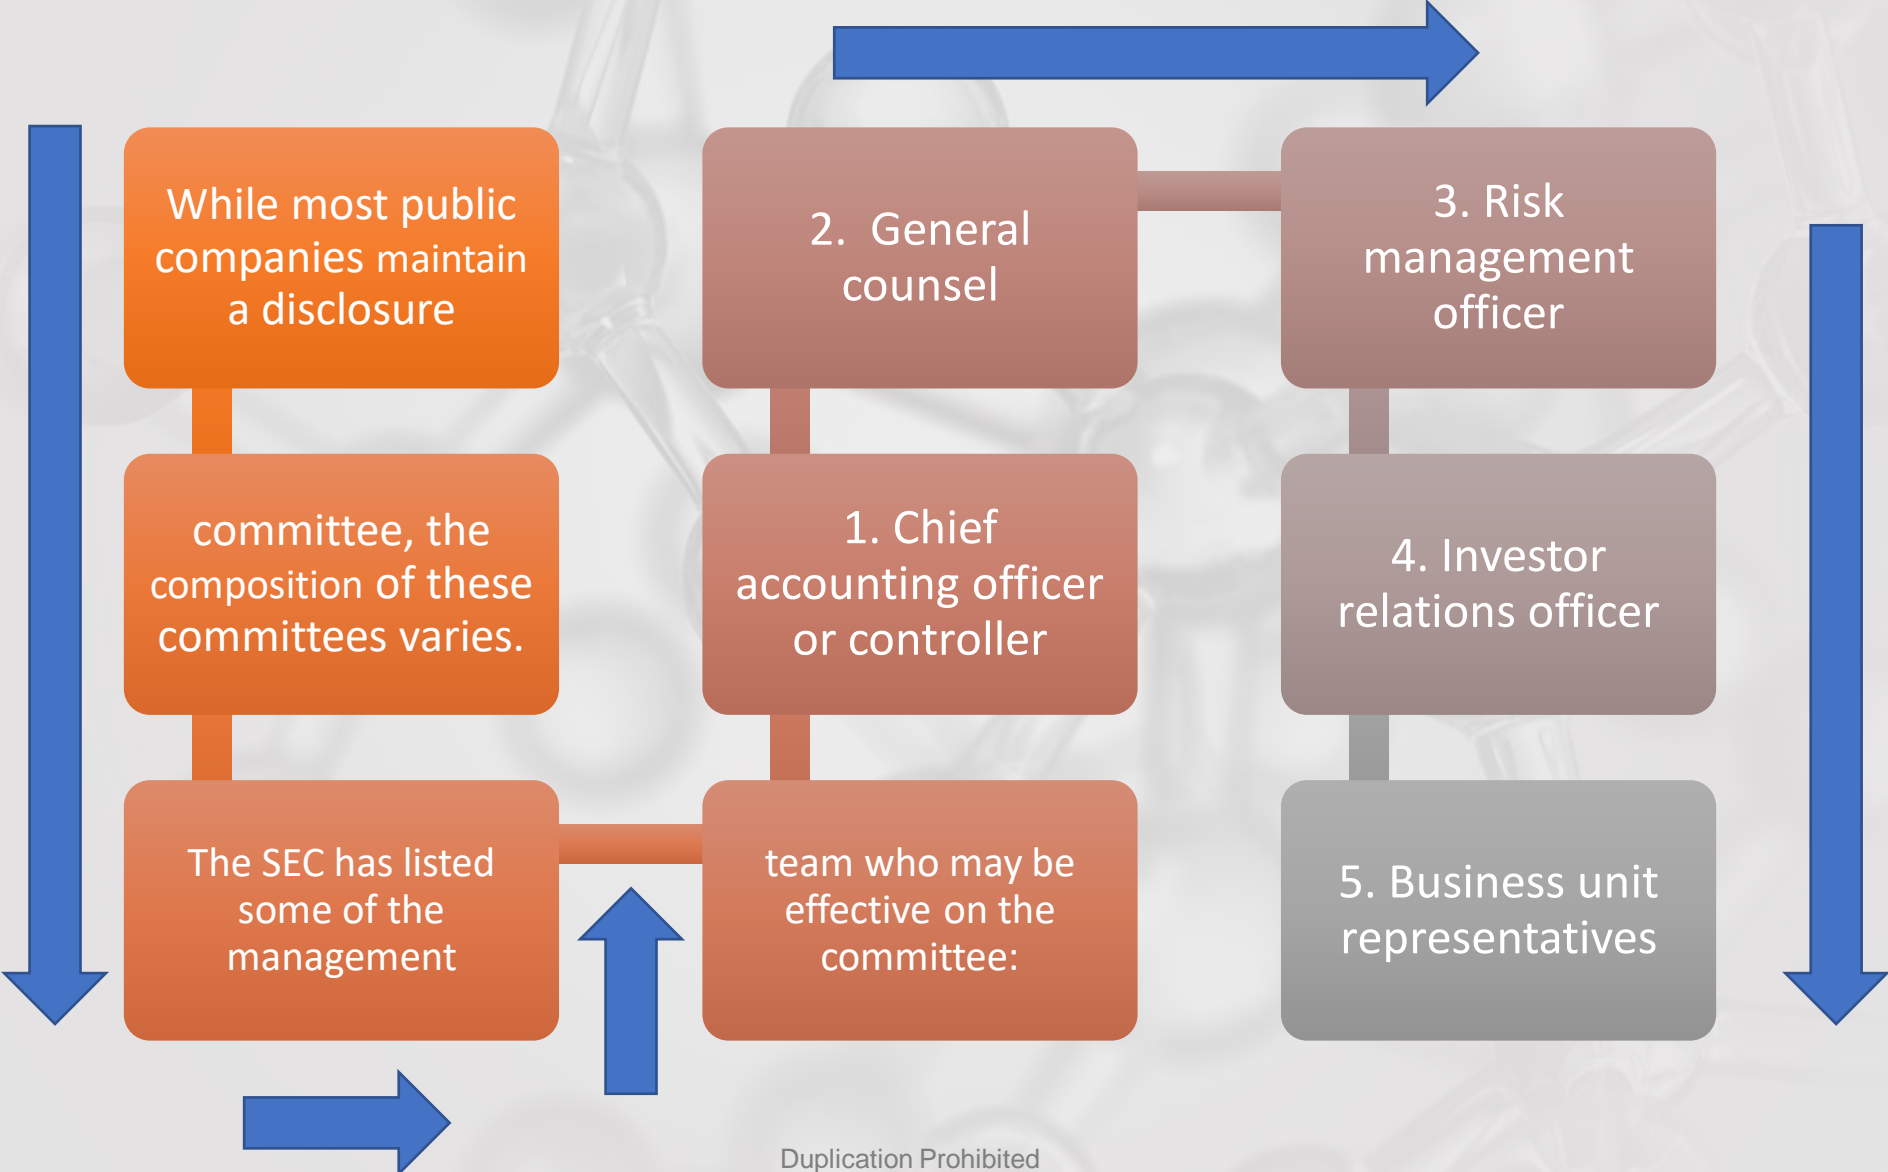 While most public
companies maintain
a disclosure
committee, the
composition of these
committees varies.
The SEC has listed
some of the
management
team who may be
effective on the
committee:
1. Chief
accounting officer
or controller
2. General
counsel
3. Risk
management
officer
4. Investor
relations officer
5. Business unit
representatives
Duplication Prohibited